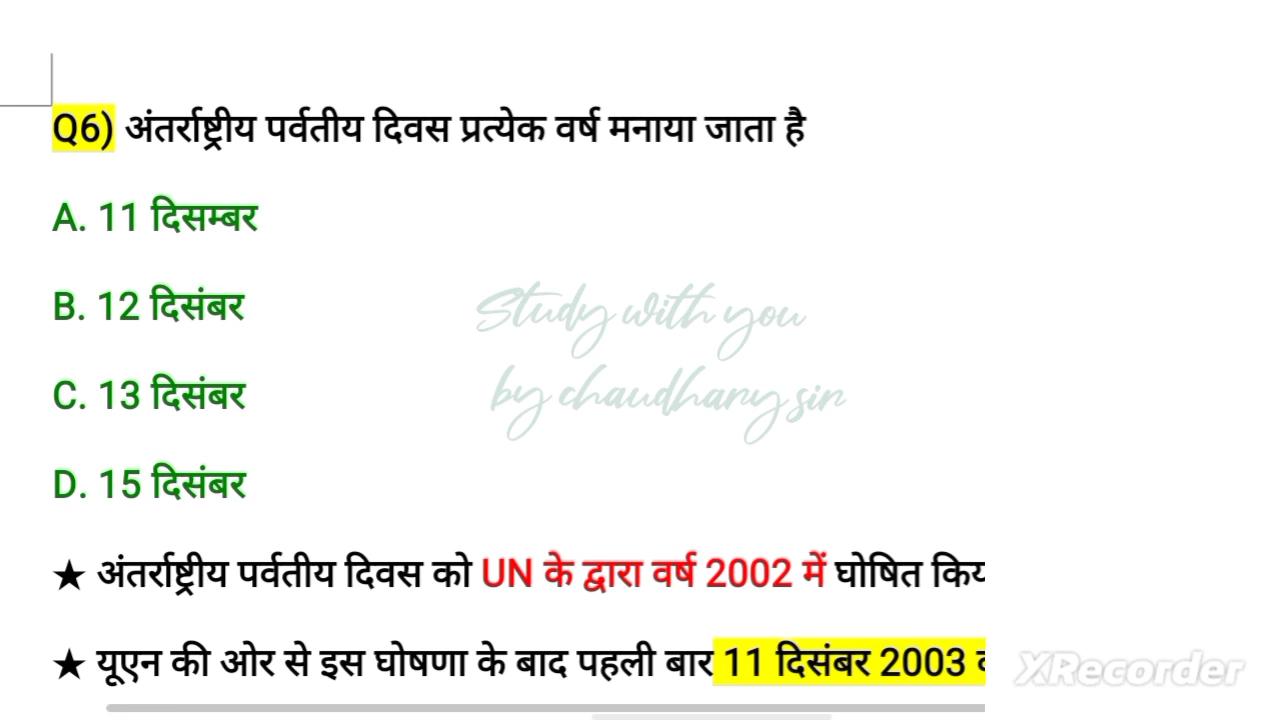 Q6) अंतर्राष्ट्रीय पर्वतीय दिवस प्रत्येक वर्ष मनाया जाता है
A. 11 दिसम्बर
B. 12 दिसंबर
Study with you
C. 13 दिसंबर
by chaudhary sir
D. 15 दिसंबर
★ अंतर्राष्ट्रीय पर्वतीय दिवस को UN के द्वारा वर्ष 2002 में घोषित
★ यूएन की ओर से इस घोषणा के बाद पहली बार 11 दिसंबर 2003
XRecorder